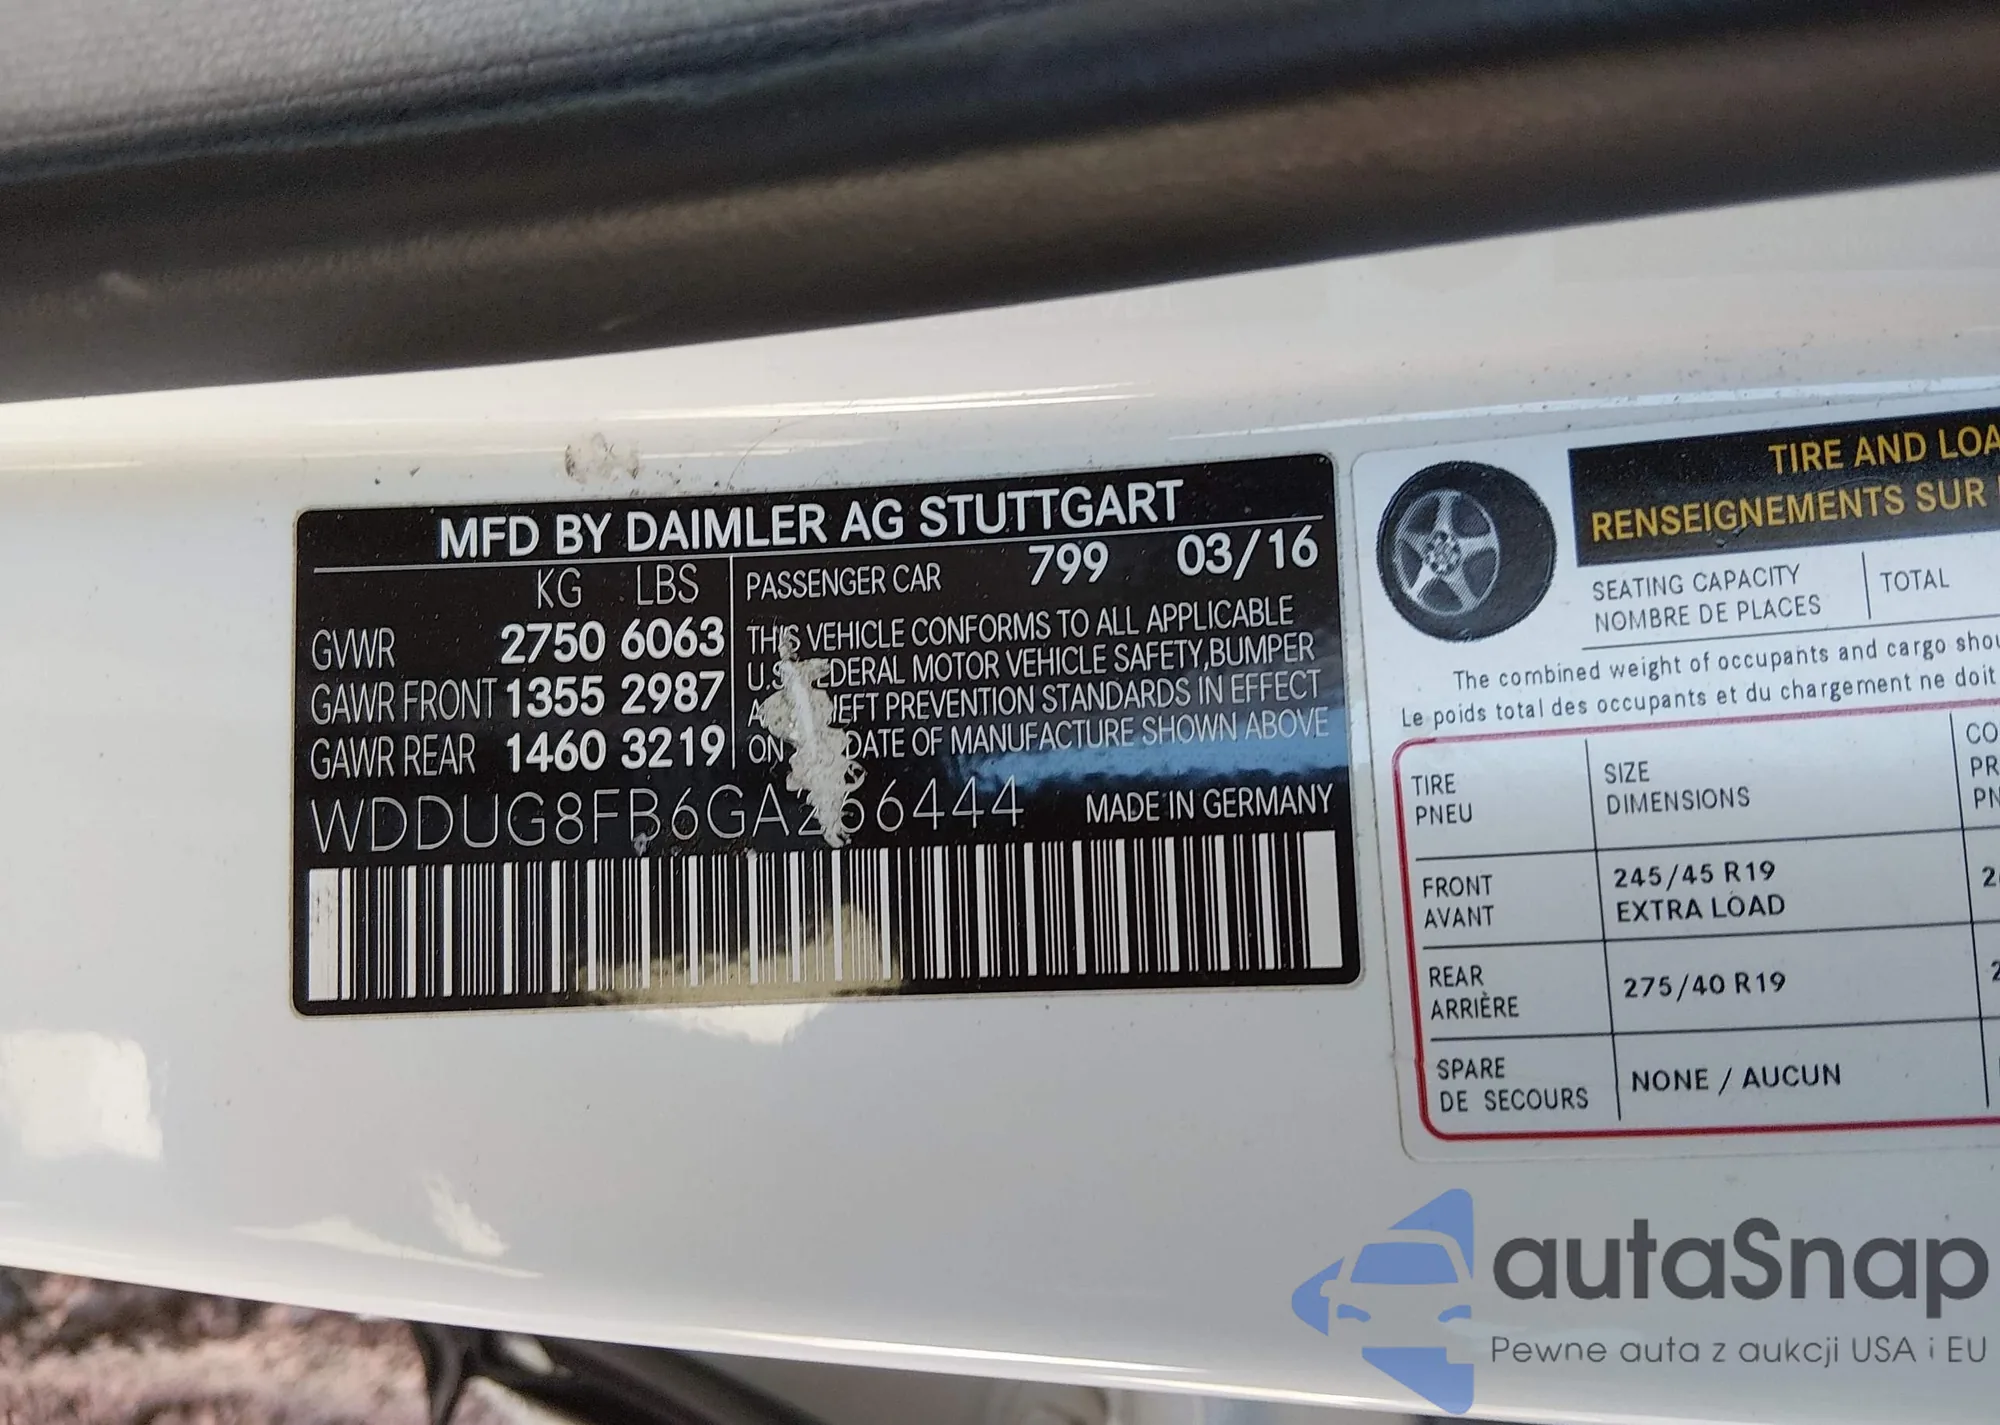 MFD BY DAIMLER AG STUTTGART
KG LBS
GVWR 2750 6063
GAWR FRONT 1355 2987
GAWR REAR 1460 3219
PASSENGER CAR 799 03/16
THIS VEHICLE CONFORMS TO ALL APPLICABLE
U.S. FEDERAL MOTOR VEHICLE SAFETY, BUMPER
THEFT PREVENTION STANDARDS IN EFFECT
ON DATE OF MANUFACTURE SHOWN ABOVE
MADE IN GERMANY
TIRE AND LOA
RENSEIGNEMENTS SUR
SEATING CAPACITY
NOMBRE DE PLACES
TOTAL
The combined weight of occupants and cargo shou
Le poids total des occupants et du chargement ne doit
TIRE
PNEU
SIZE
DIMENSIONS
CO
PR
PN
FRONT
AVANT
245/45 R19
EXTRA LOAD
REAR
ARRIÈRE
275/40 R19
SPARE
DE SECOURS
NONE / AUCUN
autaSnap
Pewne auta z aukcji USA i EU